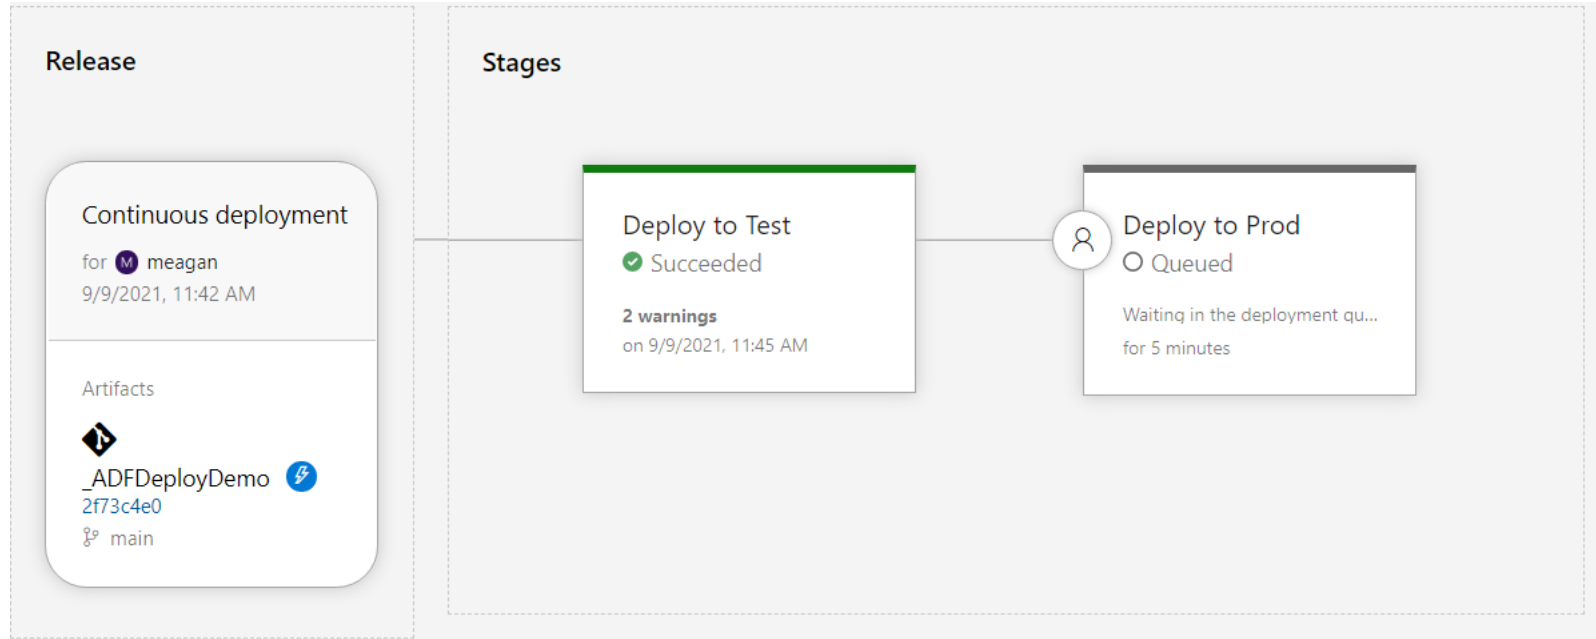 Release
Continuous deployment
for M meagan
9/9/2021, 11:42 AM
Artifacts
_ADFDeployDemo
2f73c4e0
main
Stages
Deploy to Test
Succeeded
2 warnings
on 9/9/2021, 11:45 AM
Deploy to Prod
Queued
Waiting in the deployment qu...
for 5 minutes